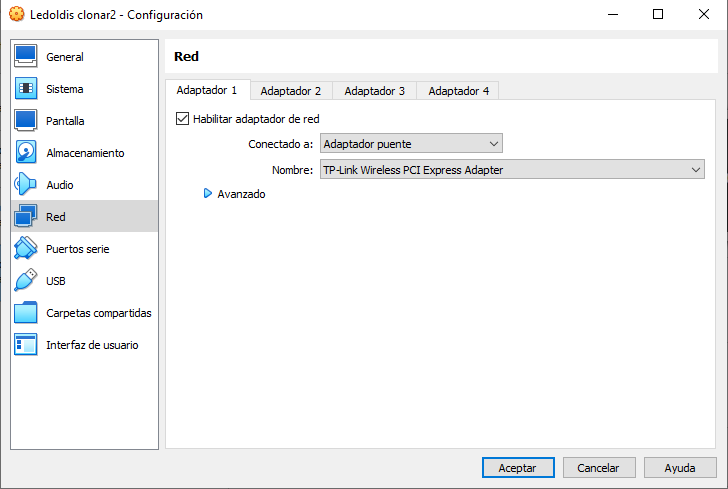 Ledoldis clonar2 - Configuración
General
Sistema
Pantalla
Almacenamiento
Audio
Red
Puertos serie
USB
Carpetas compartidas
Interfaz de usuario
Red
Adaptador 1 Adaptador 2 Adaptador 3 Adaptador 4
Habilitar adaptador de red
Conectado a: Adaptador puente
Nombre: TP-Link Wireless PCI Express Adapter
Avanzado
Aceptar Cancelar Ayuda